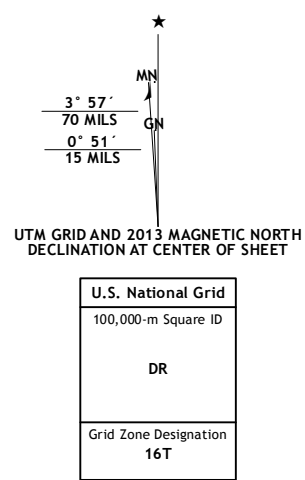 MN
3° 57´
70 MILS
GN
0° 51´
15 MILS
UTM GRID AND 2013 MAGNETIC NORTH
DECLINATION AT CENTER OF SHEET
U.S. National Grid
100,000-m Square ID
DR
Grid Zone Designation
16T